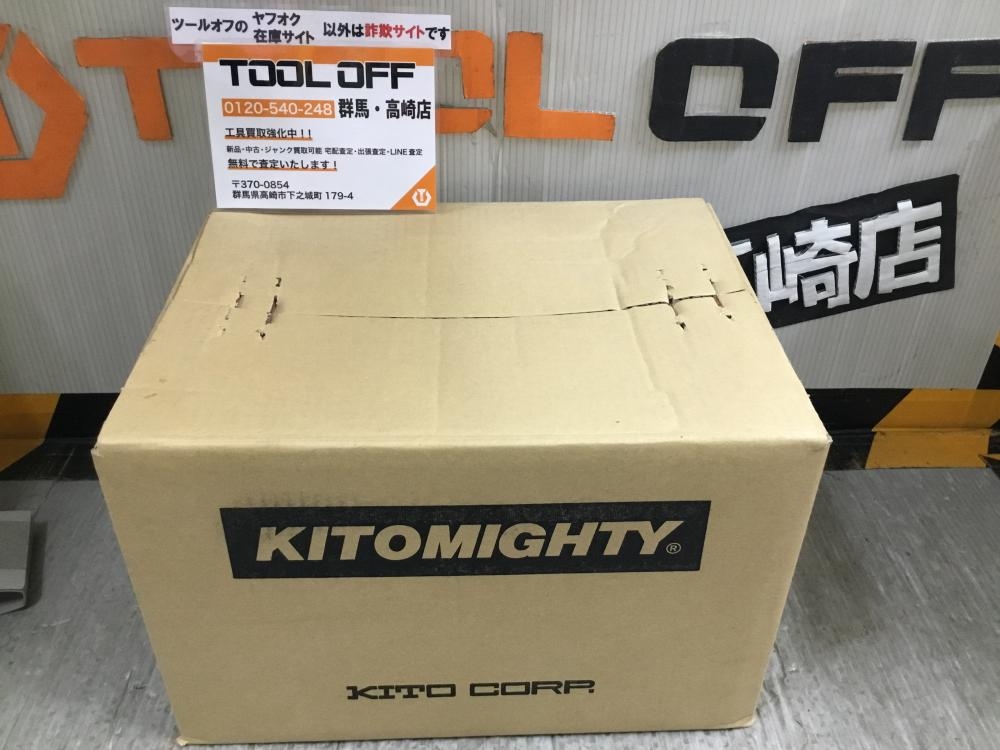 ツールオフの ヤフオク 在庫サイト 以外は詐欺サイトです
TOOL OFF
0120-540-248 群馬・高崎店
工具買取強化中！！
新品・中古・ジャンク買取可能 宅配査定・出張査定・LINE査定
無料で査定いたします！
〒370-0854
群馬県高崎市下之城町 179-4
TOOL OFF
崎店
KITOMIGHTY®
KITO CORP.